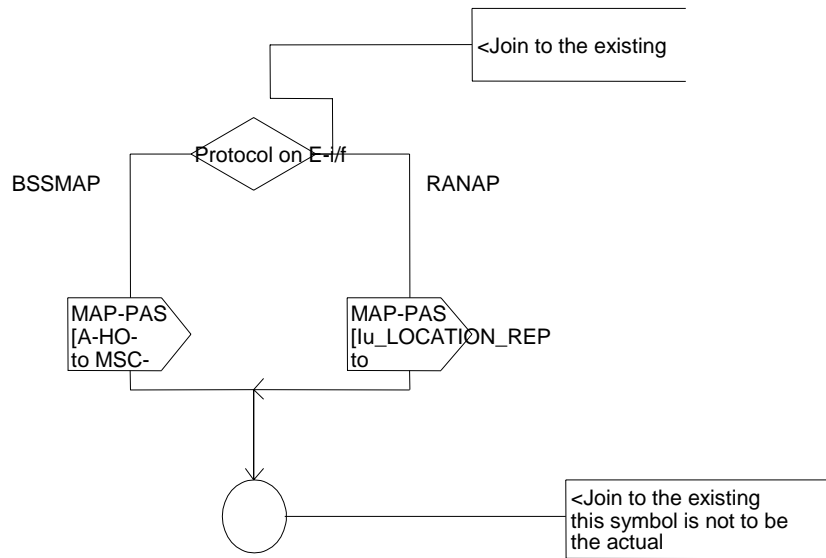 <Join to the existing
Protocol on E-i/f
BSSMAP
RANAP
MAP-PAS
[A-HO-
to MSC-
MAP-PAS
[Iu_LOCATION_REP
to
<Join to the existing
this symbol is not to be
the actual